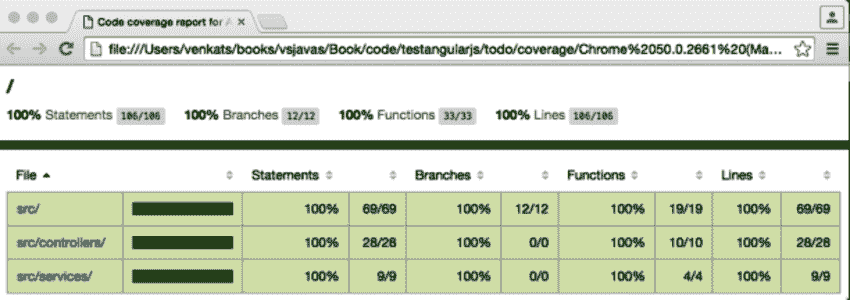 Code coverage report for A
file:///Users/venkats/books/vsjavas/Book/code/testangularjs/todo/coverage/Chrome%2050.0.2661%20(Ma...
/
100% Statements 106/106 100% Branches 12/12 100% Functions 33/33 100% Lines 106/106
File Statements Branches Functions Lines
src/ 100% 69/69 100% 12/12 100% 19/19 100% 69/69
src/controllers/ 100% 28/28 100% 0/0 100% 10/10 100% 28/28
src/services/ 100% 9/9 100% 0/0 100% 4/4 100% 9/9